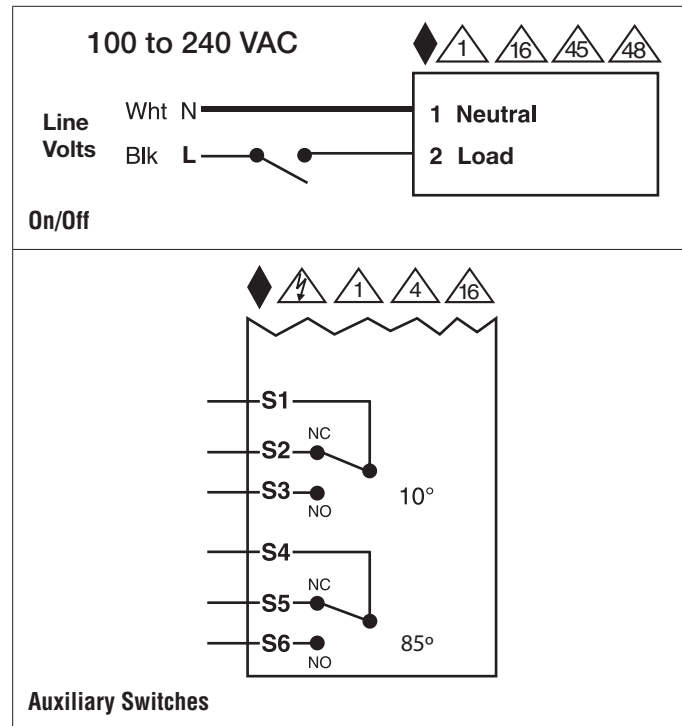 100 to 240 VAC
1 16 45 48
Line Volts
Wht N
Blk L
1 Neutral
2 Load
On/Off
1 4 16
S1
NC
S2
S3
NO
10°
S4
NC
S5
S6
NO
85º
Auxiliary Switches